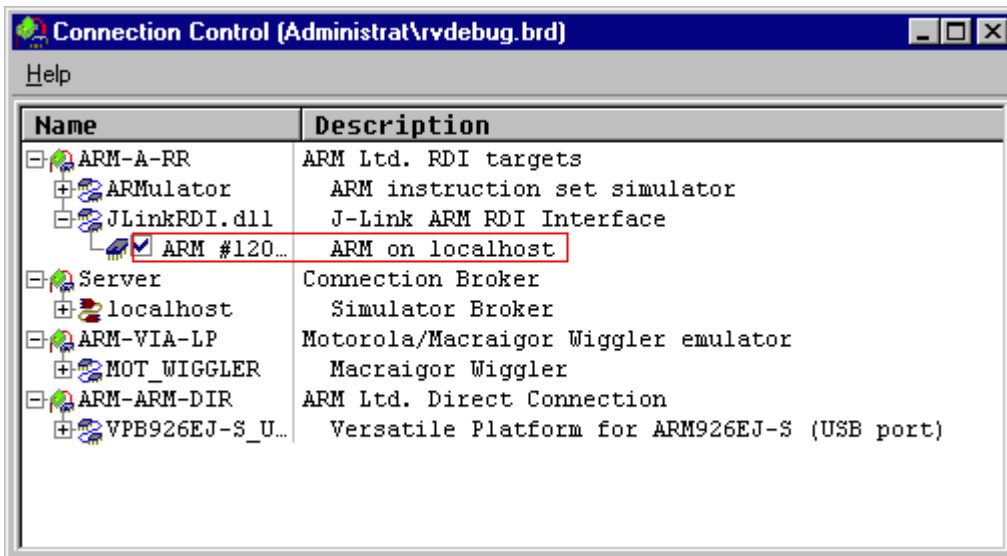 Connection Control (Administrat\rvdebug.brd)
Help
Name Description
ARM-A-RR ARM Ltd. RDI targets
ARMulator ARM instruction set simulator
JLinkRDI.dll J-Link ARM RDI Interface
ARM #120… ARM on localhost
Server Connection Broker
localhost Simulator Broker
ARM-VIA-LP Motorola/Macraigor Wiggler emulator
MOT_WIGGLER Macraigor Wiggler
ARM-ARM-DIR ARM Ltd. Direct Connection
VPB926EJ-S_U… Versatile Platform for ARM926EJ-S (USB port)